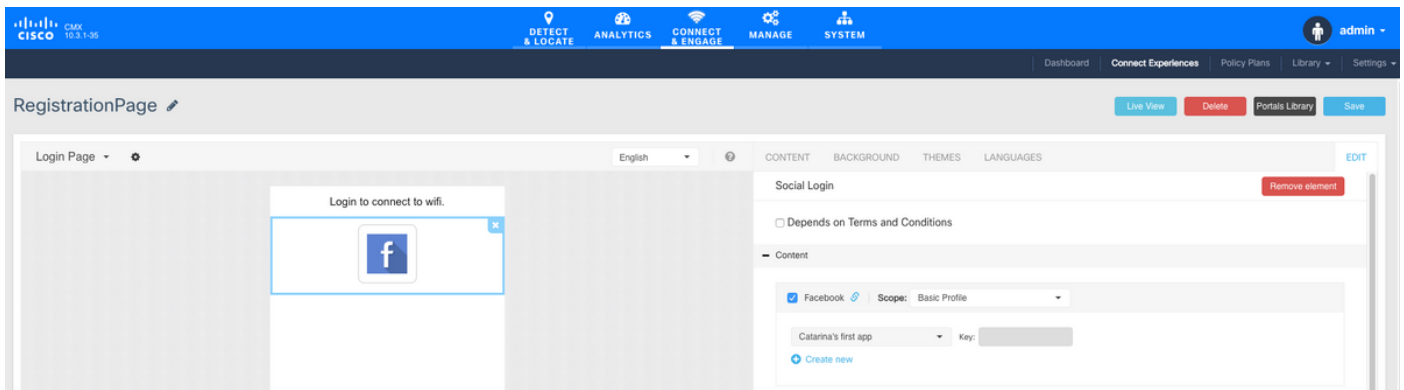 CISCO CMX 10.3.1-35 DETECT & LOCATE ANALYTICS CONNECT & ENGAGE MANAGE SYSTEM admin
Dashboard Connect Experiences Policy Plans Library Settings
RegistrationPage Live View Delete Portals Library Save
Login Page English CONTENT BACKGROUND THEMES LANGUAGES EDIT
Social Login Remove element
Login to connect to wifi.
Depends on Terms and Conditions
f
Content
Facebook Scope: Basic Profile
Catarina's first app Key:
Create new